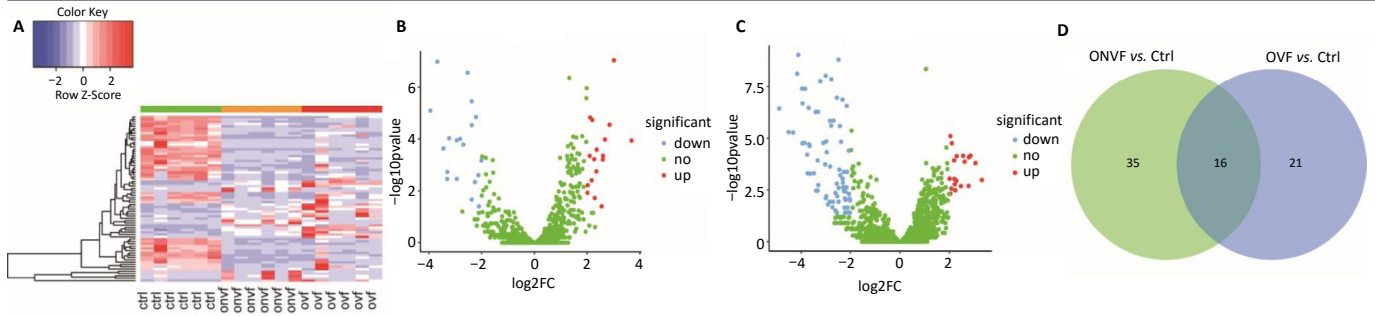 A
Color Key
−2
0
2
Row Z-Score
ctrl
ctrl
ctrl
ctrl
ctrl
ctrl
onvf
onvf
onvf
onvf
onvf
onvf
ovf
ovf
ovf
ovf
ovf
ovf
B
−log10pvalue
6
4
2
0
−4
−2
0
2
4
log2FC
significant
down
no
up
C
−log10pvalue
7.5
5.0
2.5
0
−4
−2
0
2
log2FC
significant
down
no
up
D
ONVF vs. Ctrl
OVF vs. Ctrl
35
16
21